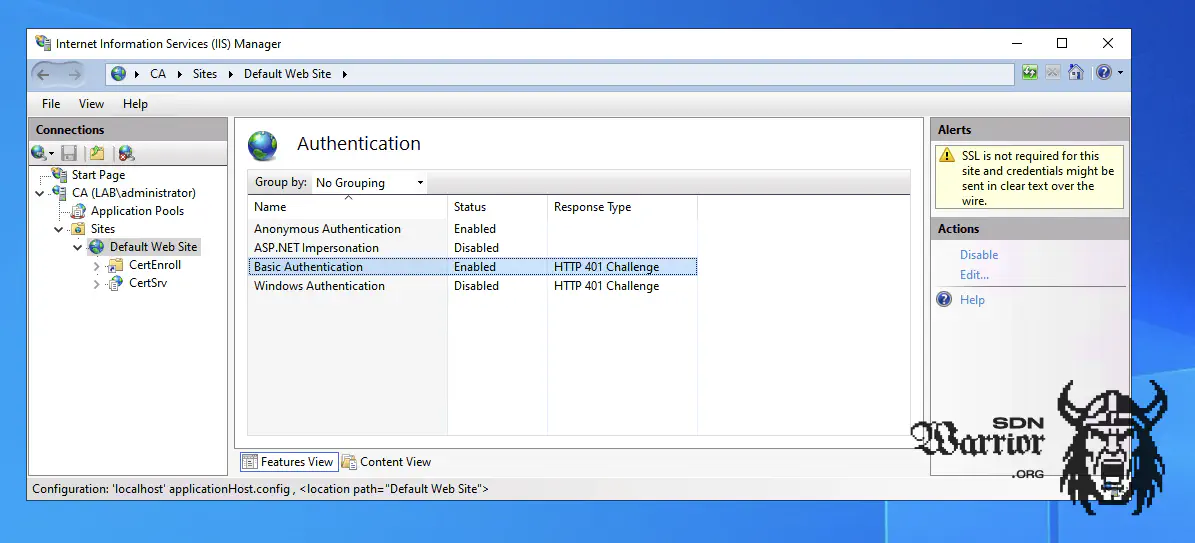 Internet Information Services (IIS) Manager
CA Sites Default Web Site
File View Help
Connections
Start Page
CA (LAB\administrator)
Application Pools
Sites
Default Web Site
CertEnroll
CertSrv
Authentication
Group by: No Grouping
Name Status Response Type
Anonymous Authentication Enabled
ASP.NET Impersonation Disabled
Basic Authentication Enabled HTTP 401 Challenge
Windows Authentication Disabled HTTP 401 Challenge
Features View Content View
Alerts
SSL is not required for this
site and credentials might be
sent in clear text over the
wire.
Actions
Disable
Edit...
Help
Configuration: 'localhost' applicationHost.config , <location path="Default Web Site">
SDN
Warrior
.ORG